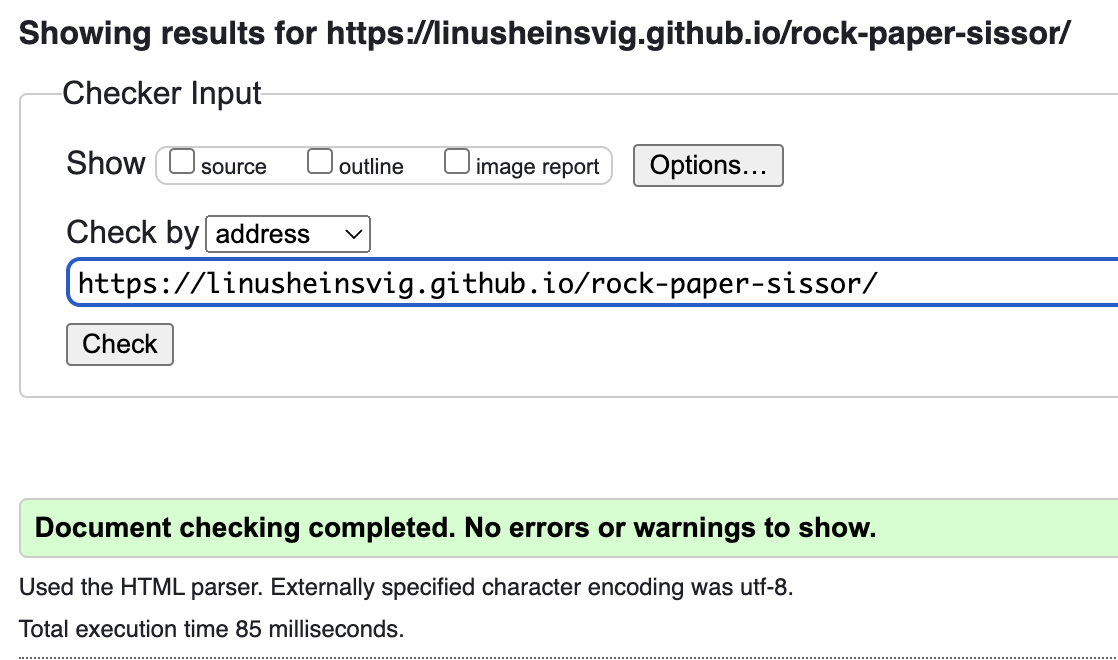 Showing results for https://linusheinsvig.github.io/rock-paper-sissor/
Checker Input
Show source outline image report Options...
Check by address
https://linusheinsvig.github.io/rock-paper-sissor/
Check
Document checking completed. No errors or warnings to show.
Used the HTML parser. Externally specified character encoding was utf-8.
Total execution time 85 milliseconds.